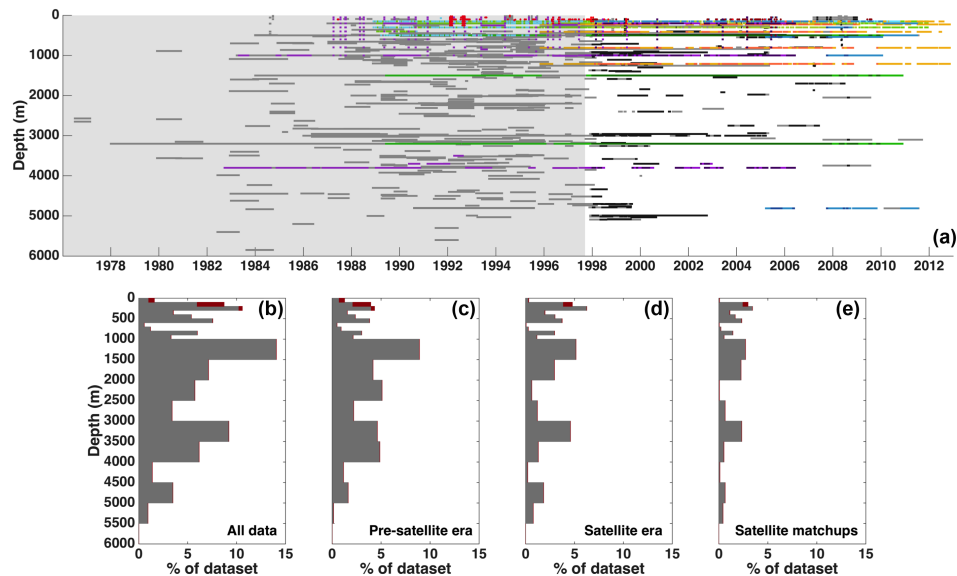 0
1000
2000
3000
4000
5000
6000
Depth (m)
1978 1980 1982 1984 1986 1988 1990 1992 1994 1996 1998 2000 2002 2004 2006 2008 2010 2012
(a)
0
500
1000
1500
2000
2500
3000
3500
4000
4500
5000
5500
6000
Depth (m)
(b)
All data
0 5 10 15
% of dataset
(c)
Pre-satellite era
0 5 10 15
% of dataset
(d)
Satellite era
0 5 10 15
% of dataset
(e)
Satellite matchups
0 5 10 15
% of dataset